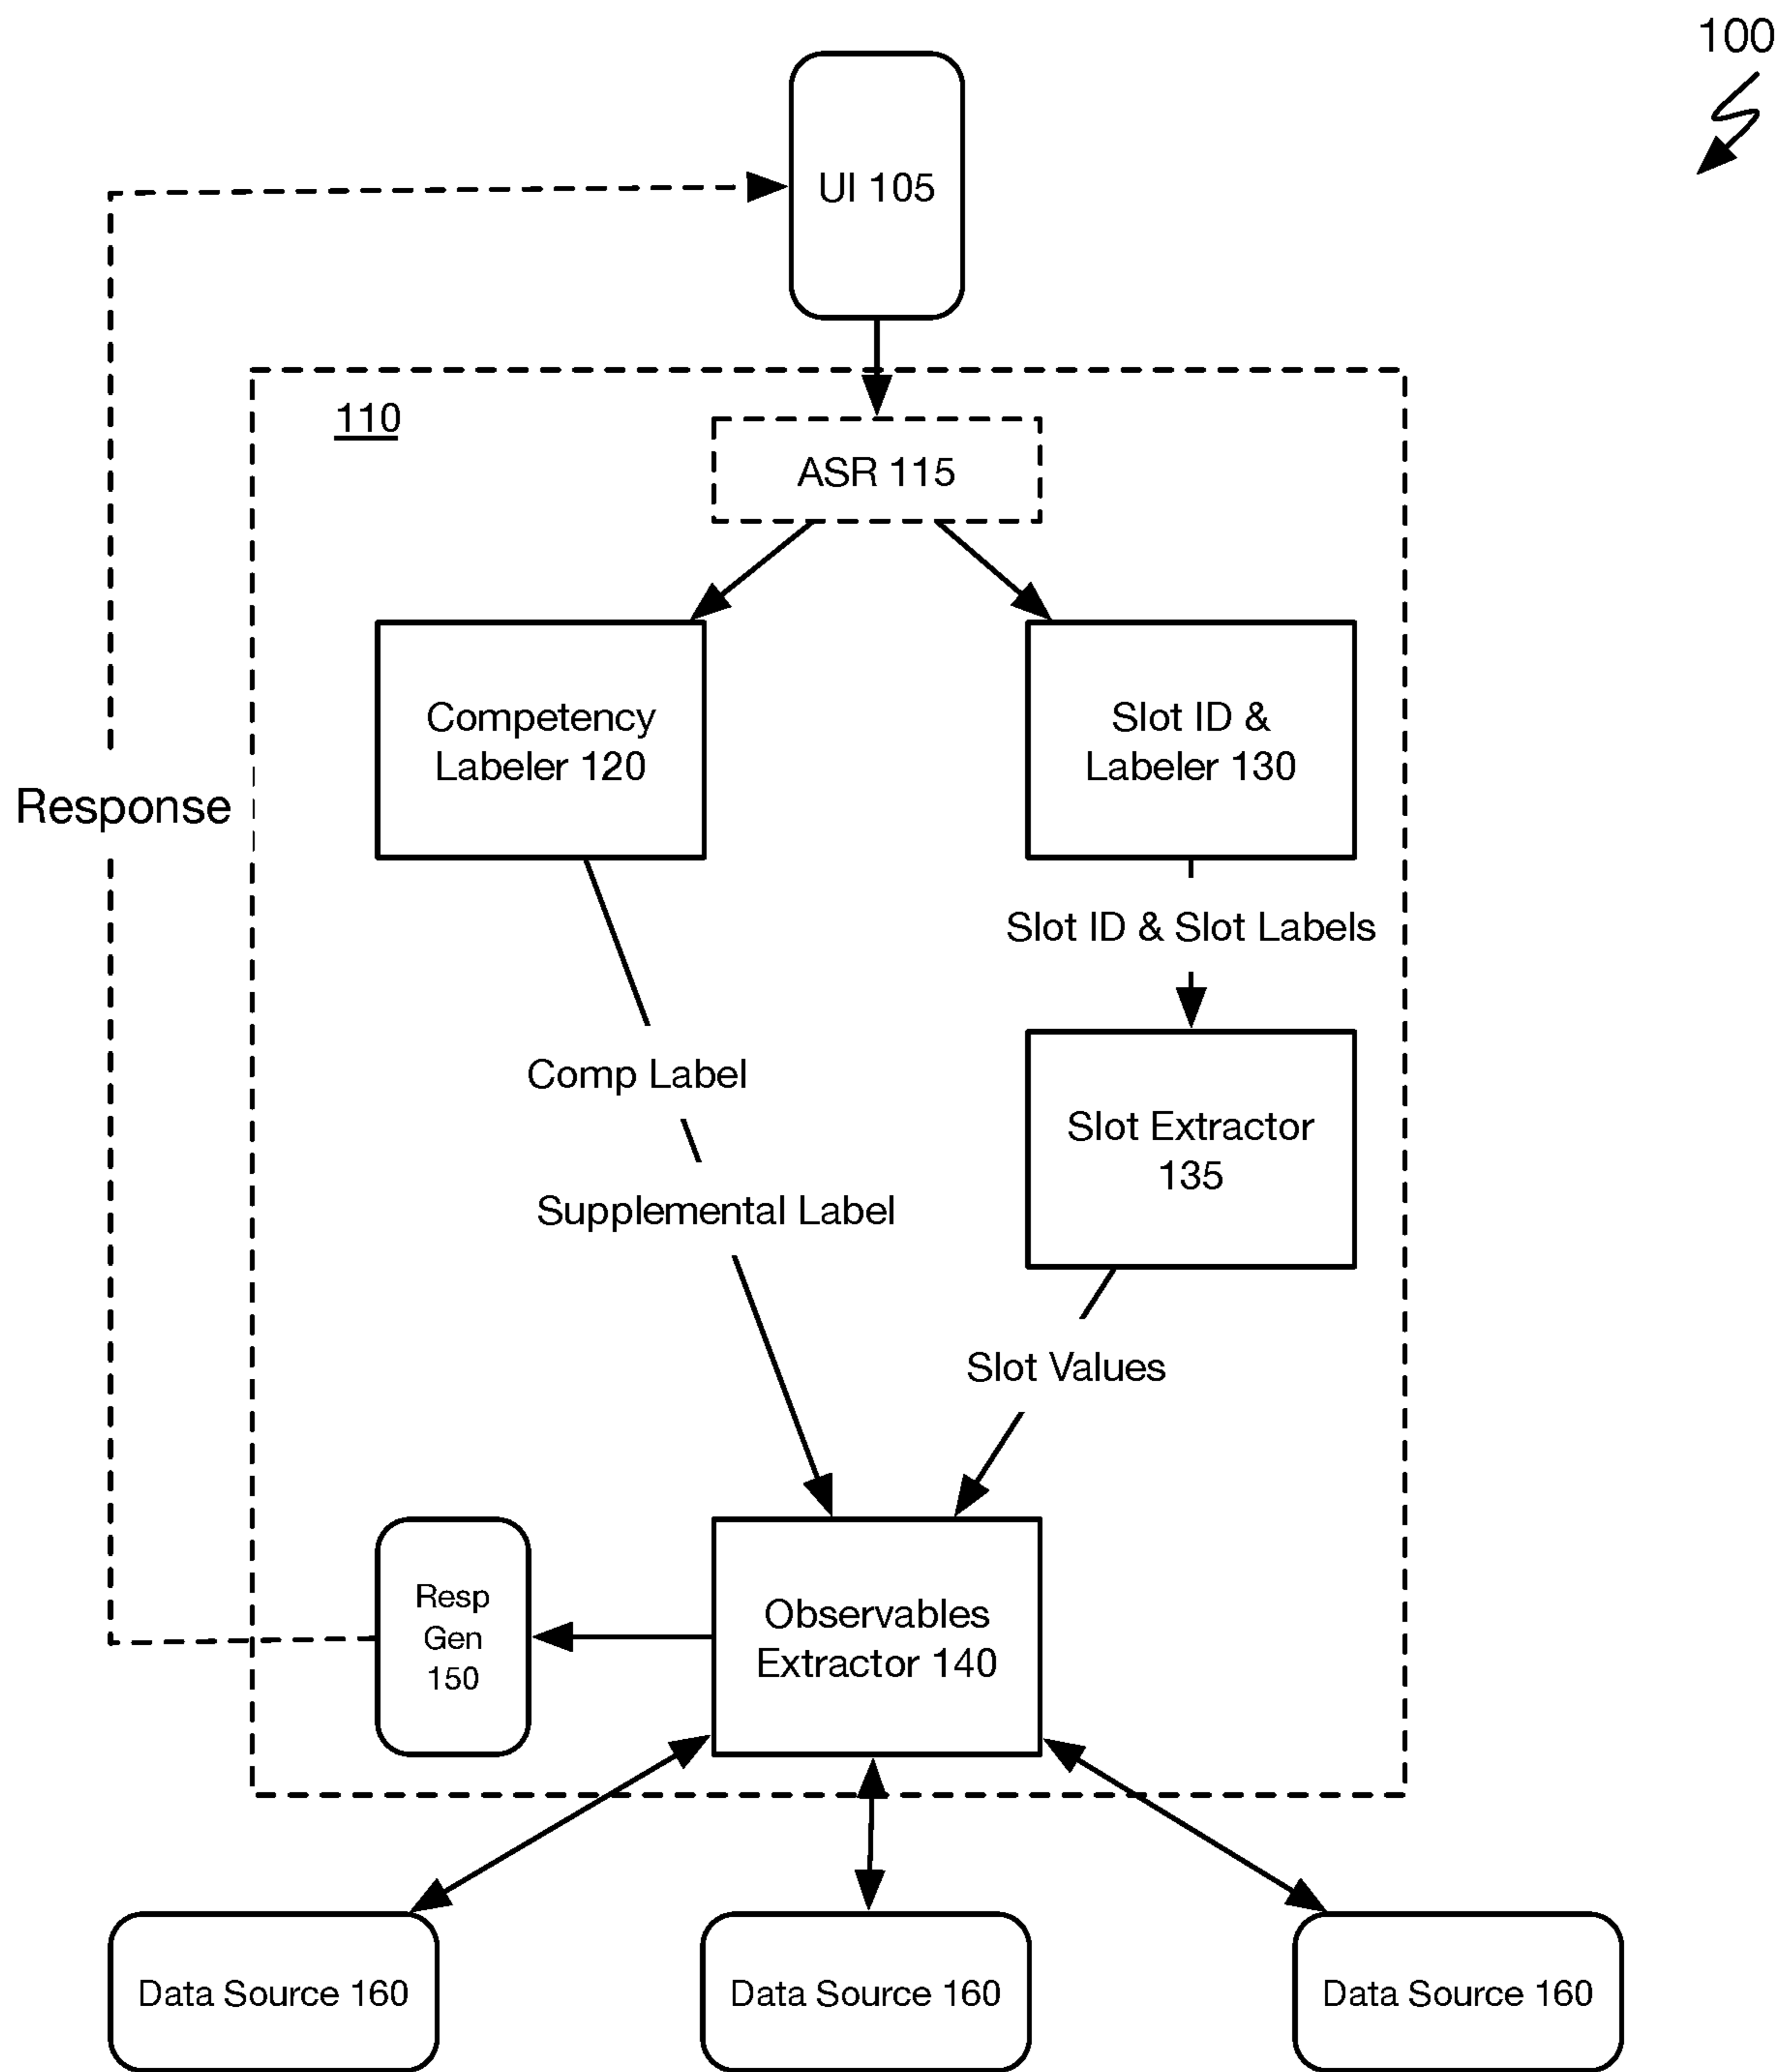 100
UI 105
110
ASR 115
Competency
Labeler 120
Slot ID &
Labeler 130
Response
Slot ID & Slot Labels
Comp Label
Slot Extractor
135
Supplemental Label
Slot Values
Resp
Gen
150
Observables
Extractor 140
Data Source 160
Data Source 160
Data Source 160